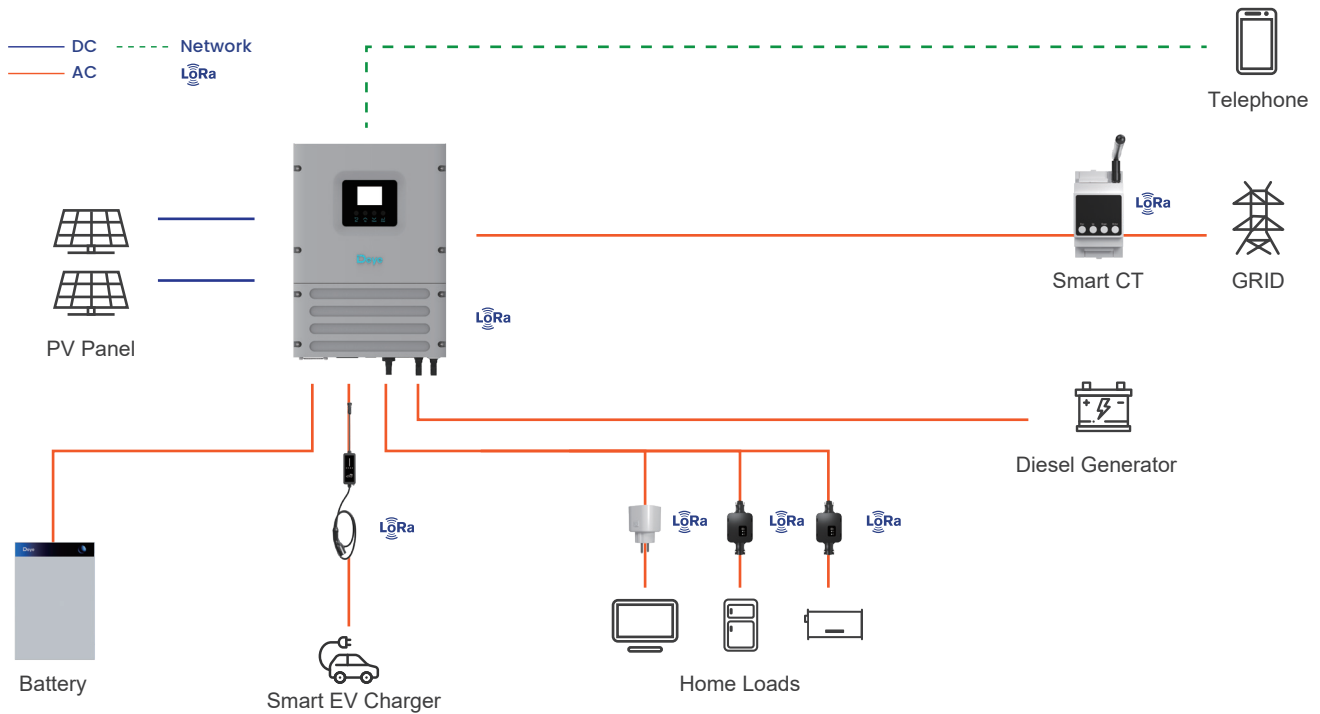 DC
Network
AC
LoRa
Telephone
LoRa
Deye
Smart CT
GRID
LoRa
PV Panel
Diesel Generator
LoRa
LoRa
LoRa
LoRa
Deye
Battery
Smart EV Charger
Home Loads